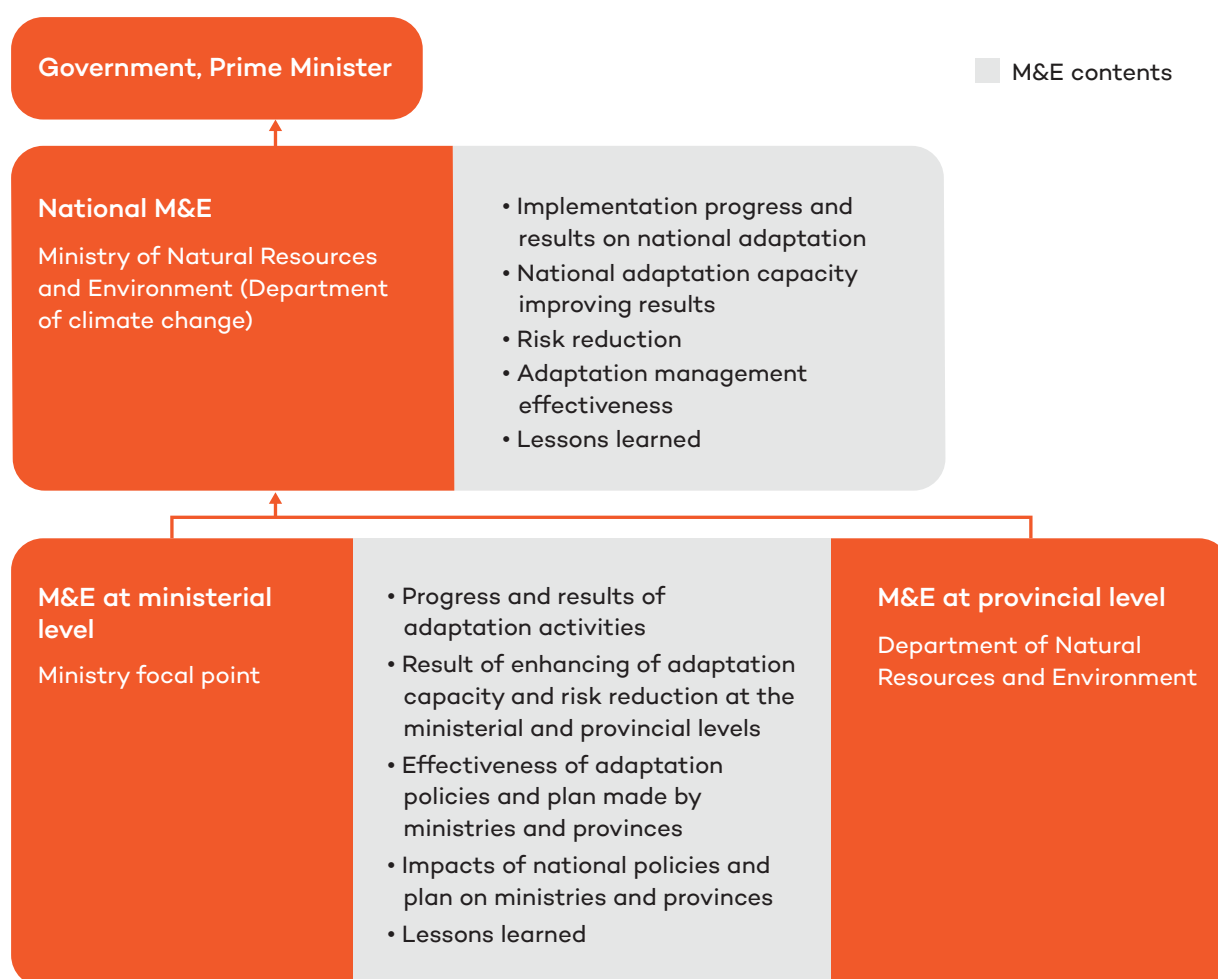 Government, Prime Minister
M&E contents
National M&E
Ministry of Natural Resources
and Environment (Department
of climate change)
• Implementation progress and
results on national adaptation
• National adaptation capacity
improving results
• Risk reduction
• Adaptation management
effectiveness
• Lessons learned
M&E at ministerial
level
Ministry focal point
• Progress and results of
adaptation activities
• Result of enhancing of adaptation
capacity and risk reduction at the
ministerial and provincial levels
• Effectiveness of adaptation
policies and plan made by
ministries and provinces
• Impacts of national policies and
plan on ministries and provinces
• Lessons learned
M&E at provincial level
Department of Natural
Resources and Environment